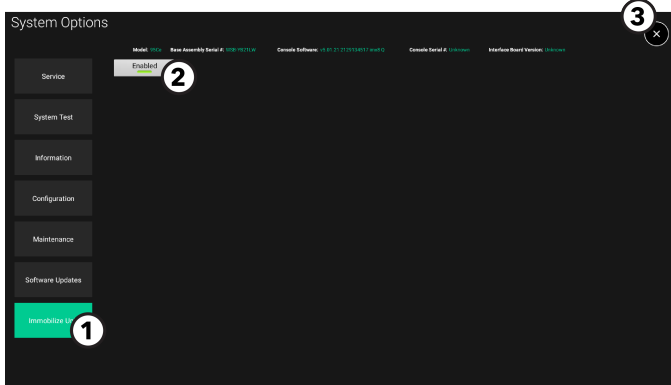 System Options
3
Model: 95Ce Base Assembly Serial #: Console Software: Console Serial #: Unknown Interface Board Version: Unknown
Enabled
2
Service
System Test
Information
Configuration
Maintenance
Software Updates
Immobilize
1